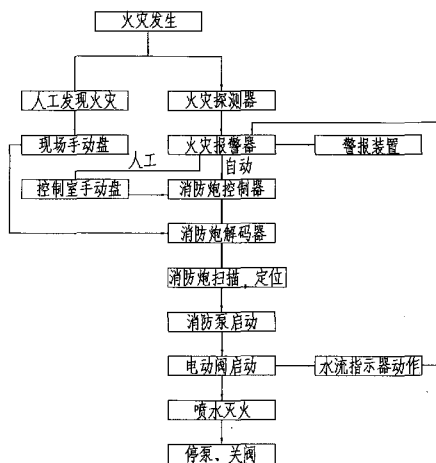 火灾发生
人工发现火灾
火灾探测器
现场手动盘
火灾报警器
警报装置
人工
自动
控制室手动盘
消防炮控制器
消防炮解码器
消防炮扫描,定位
消防泵启动
电动阀启动
水流指示器动作
喷水灭火
停泵、关阀